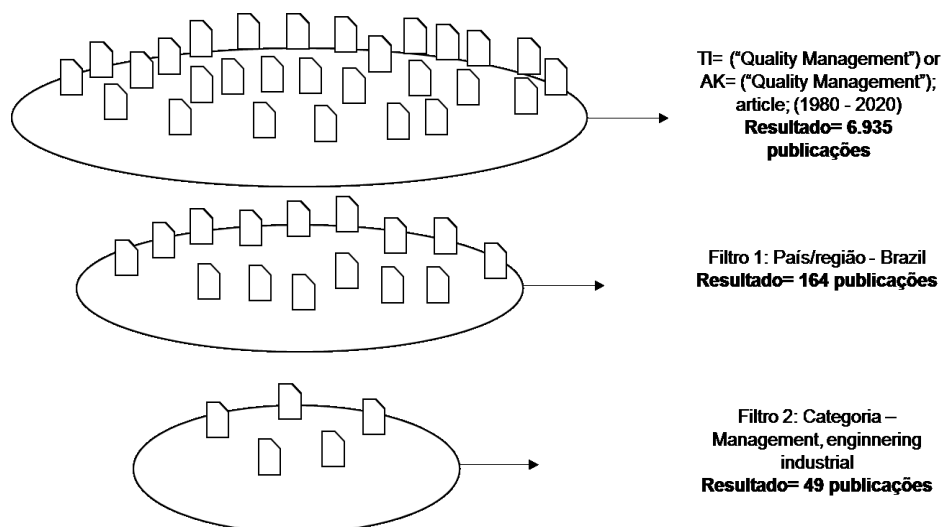 TI= (“Quality Management”) or
AK= (“Quality Management”);
article; (1980 - 2020)
Resultado= 6.935
publicações
Filtro 1: País/região - Brazil
Resultado= 164 publicações
Filtro 2: Categoria –
Management, enginnering
industrial
Resultado= 49 publicações